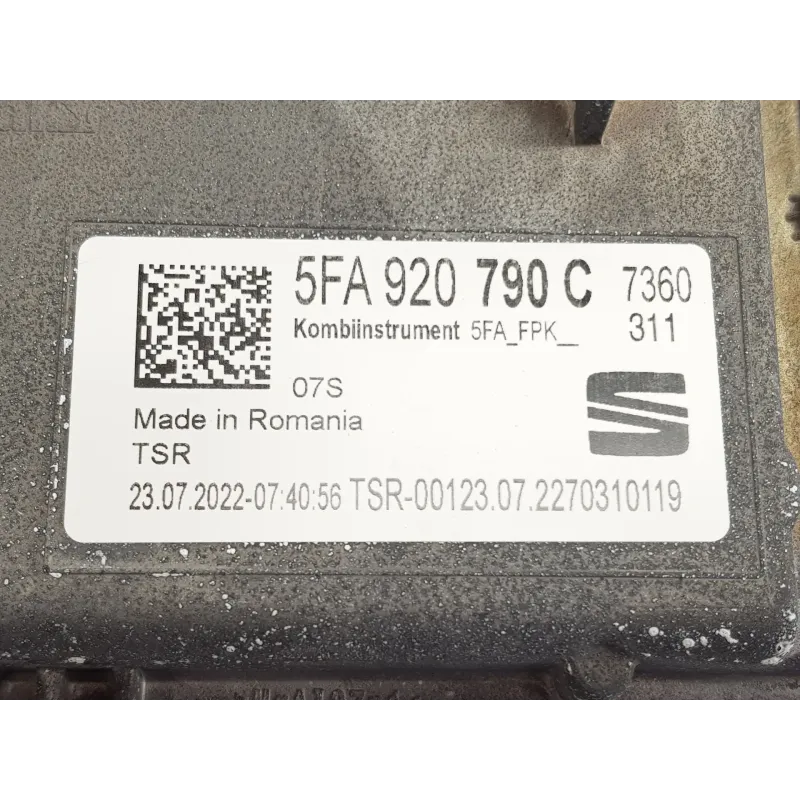 5FA 920 790 C 7360
Kombiinstrument 5FA_FPK__ 311
07S
Made in Romania
TSR
23.07.2022-07:40:56 TSR-00123.07.2270310119